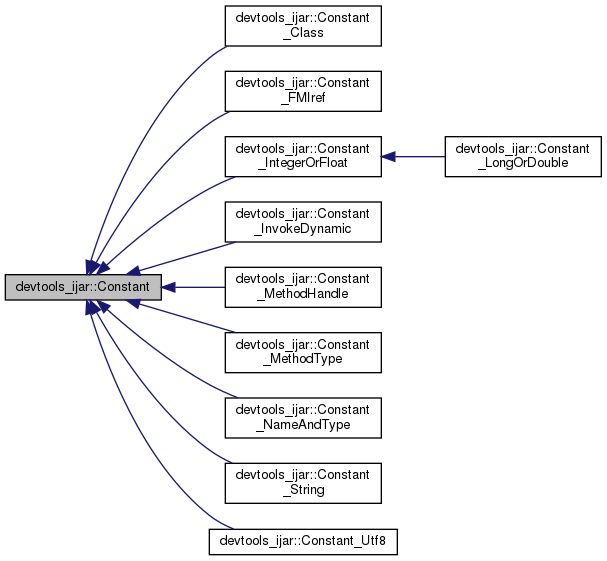 devtools_ijar::Constant
_Class
devtools_ijar::Constant
_FMIref
devtools_ijar::Constant
_IntegerOrFloat
devtools_ijar::Constant
_LongOrDouble
devtools_ijar::Constant
_InvokeDynamic
devtools_ijar::Constant
devtools_ijar::Constant
_MethodHandle
devtools_ijar::Constant
_MethodType
devtools_ijar::Constant
_NameAndType
devtools_ijar::Constant
_String
devtools_ijar::Constant_Utf8